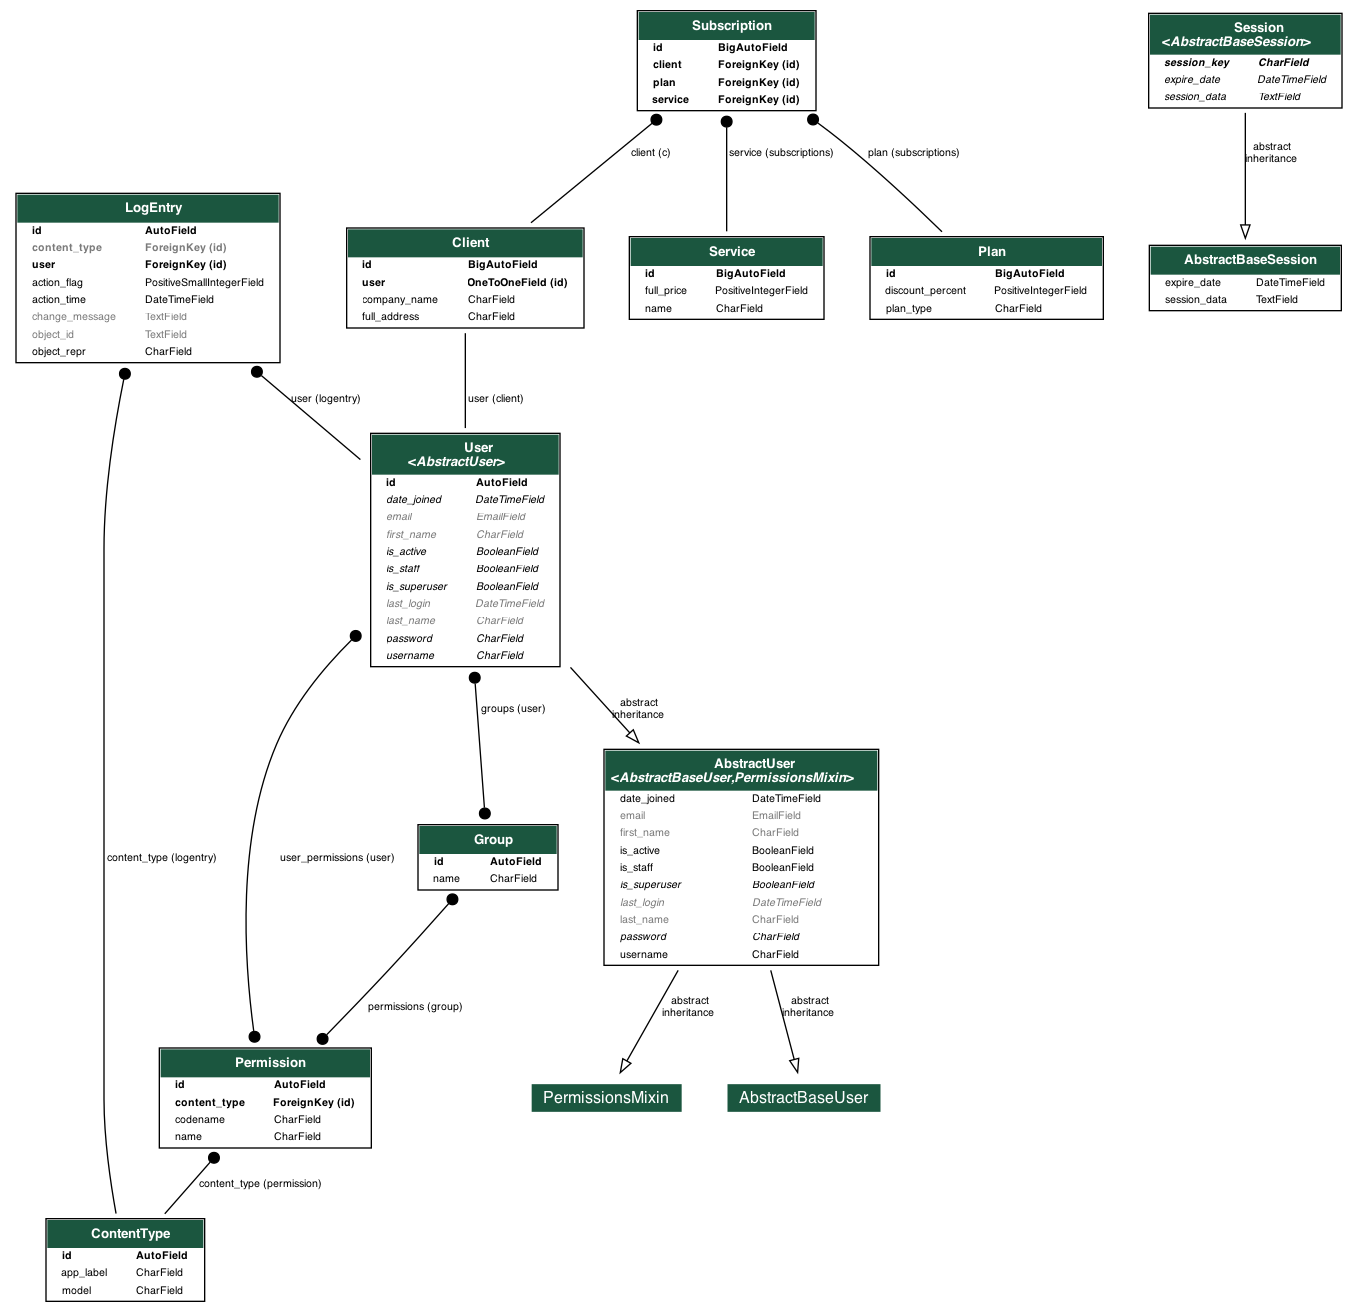 Subscription
id BigAutoField
client ForeignKey (id)
plan ForeignKey (id)
service ForeignKey (id)
Session
<AbstractBaseSession>
session_key CharField
expire_date DateTimeField
session_data TextField
client (c)
service (subscriptions)
plan (subscriptions)
abstract
inheritance
LogEntry
id AutoField
content_type ForeignKey (id)
user ForeignKey (id)
action_flag PositiveSmallIntegerField
action_time DateTimeField
change_message TextField
object_id TextField
object_repr CharField
Client
id BigAutoField
user OneToOneField (id)
company_name CharField
full_address CharField
Service
id BigAutoField
full_price PositiveIntegerField
name CharField
Plan
id BigAutoField
discount_percent PositiveIntegerField
plan_type CharField
AbstractBaseSession
expire_date DateTimeField
session_data TextField
user (logentry)
user (client)
User
<AbstractUser>
id AutoField
date_joined DateTimeField
email EmailField
first_name CharField
is_active BooleanField
is_staff BooleanField
is_superuser BooleanField
last_login DateTimeField
last_name CharField
password CharField
username CharField
groups (user)
abstract
inheritance
AbstractUser
<AbstractBaseUser,PermissionsMixin>
date_joined DateTimeField
email EmailField
first_name CharField
is_active BooleanField
is_staff BooleanField
is_superuser BooleanField
last_login DateTimeField
last_name CharField
password CharField
username CharField
Group
id AutoField
name CharField
content_type (logentry)
user_permissions (user)
permissions (group)
abstract
inheritance
abstract
inheritance
Permission
id AutoField
content_type ForeignKey (id)
codename CharField
name CharField
PermissionsMixin
AbstractBaseUser
content_type (permission)
ContentType
id AutoField
app_label CharField
model CharField